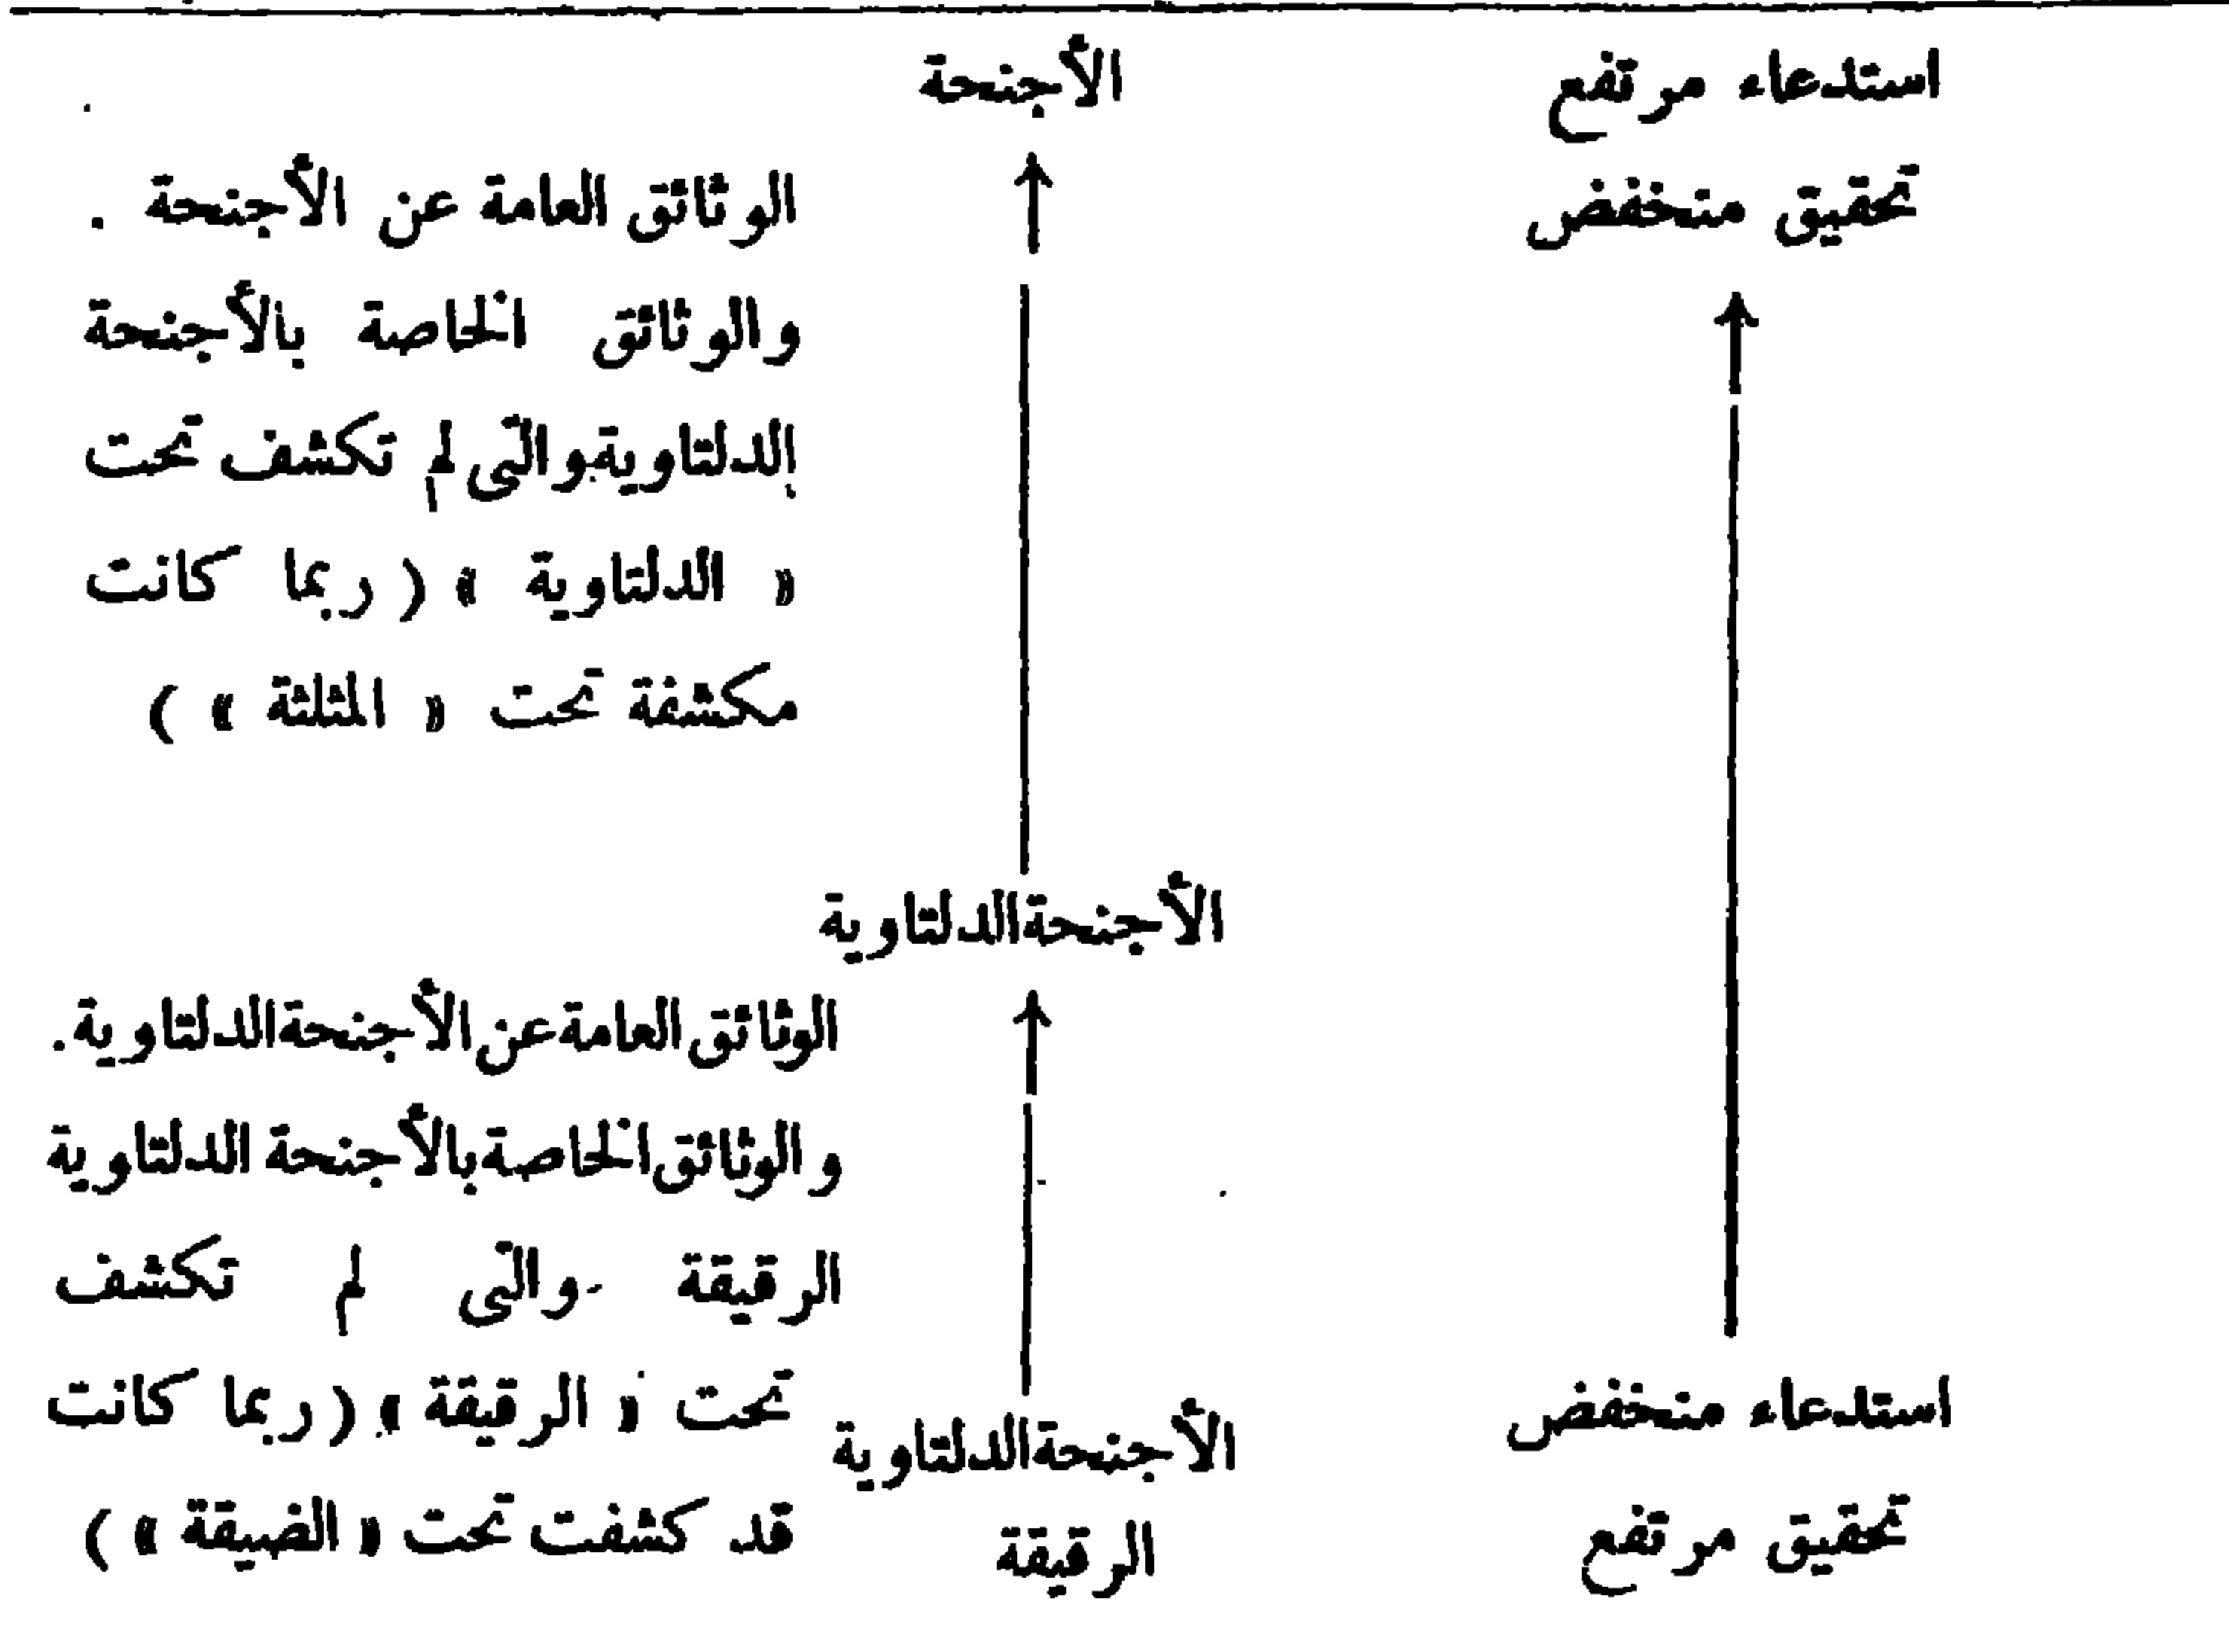 استدعاء مرتفع
تحقيق منخفض
استدعاء منخفض
تحقيق مرتفع
الأجنحة
الأجنحة الدلتاوية
الأجنحة الدلتاوية
الرقيقة
الوثائق العامة عن الأجنحة .
والوثائق الخاصة بالأجنحة
الدلتاوية والتى لم تكشف تحت
« الدلتاوية » ( ربما كانت
مكشفة تحت « المثلثة » )
الوثائق العامة عن الأجنحة الدلتاوية .
والوثائق الخاصة بالأجنحة الدلتاوية
الرقيقة والتى لم تكشف
تحت « الرقيقة » ( ربما كانت
قد كشفت تحت « الضيقة » )